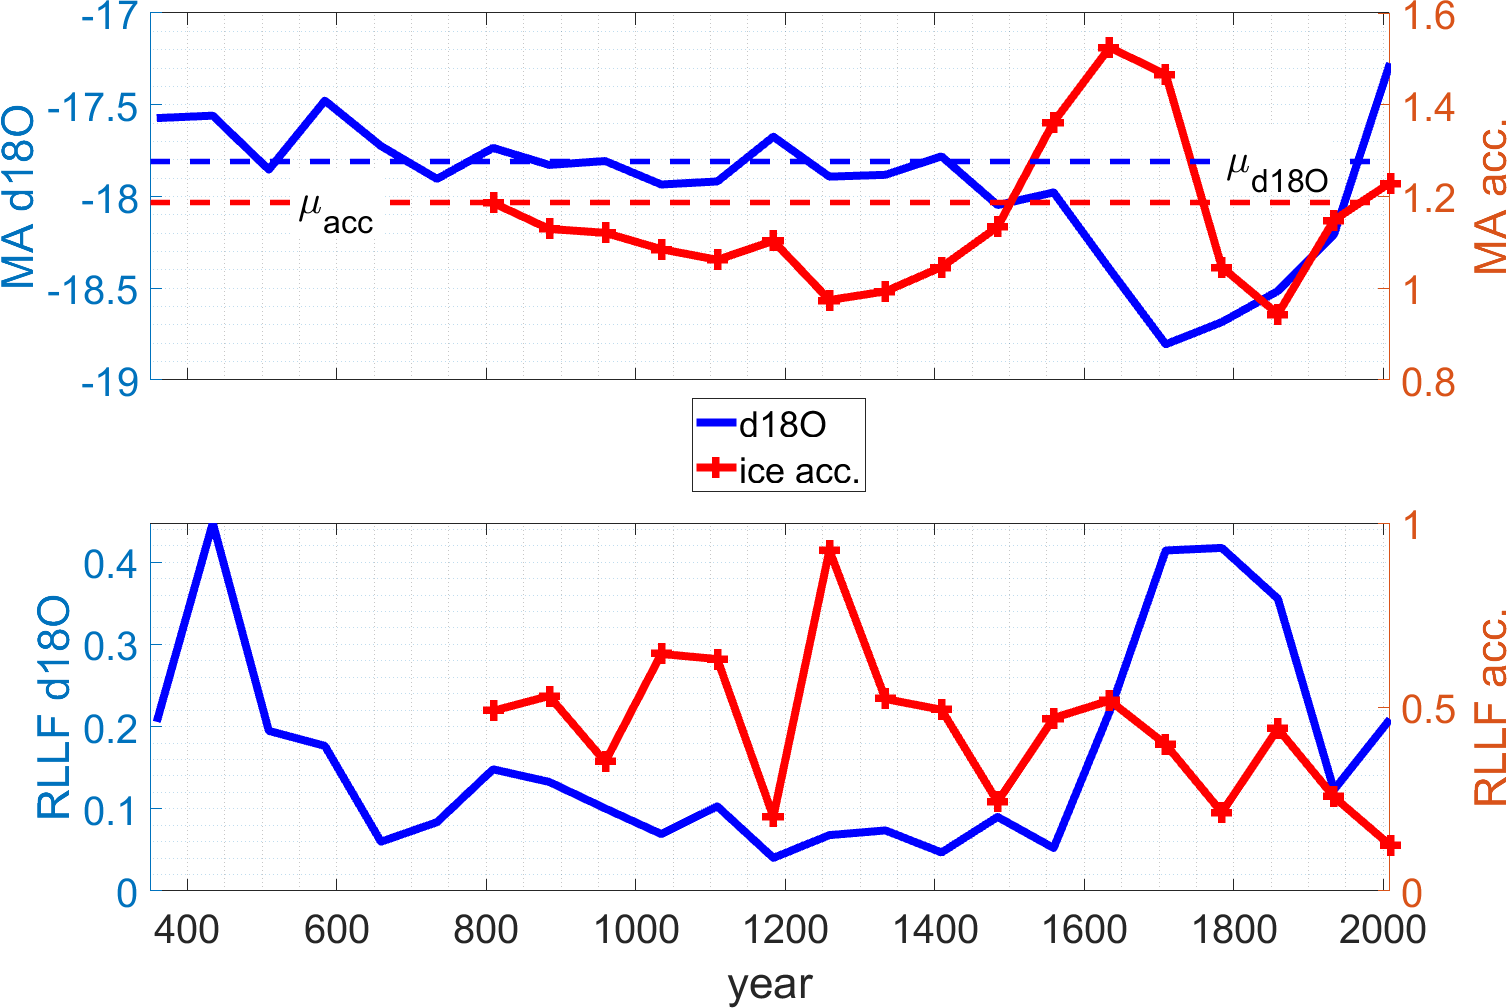 -17
-17.5
-18
-18.5
-19
MA d18O
1.6
1.4
1.2
1
0.8
MA acc.
μd18O
μacc
d18O
ice acc.
0.4
0.3
0.2
0.1
0
RLLF d18O
1
0.5
0
RLLF acc.
400 600 800 1000 1200 1400 1600 1800 2000
year